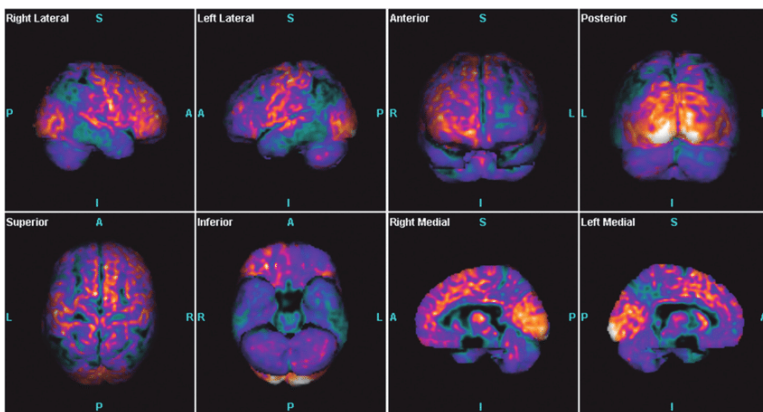 Right Lateral
S
P
A
I
Left Lateral
S
A
P
I
Anterior
S
R
L
I
Posterior
S
L
I
Superior
A
L
R
P
Inferior
A
R
L
P
Right Medial
S
A
P
I
Left Medial
S
P
I